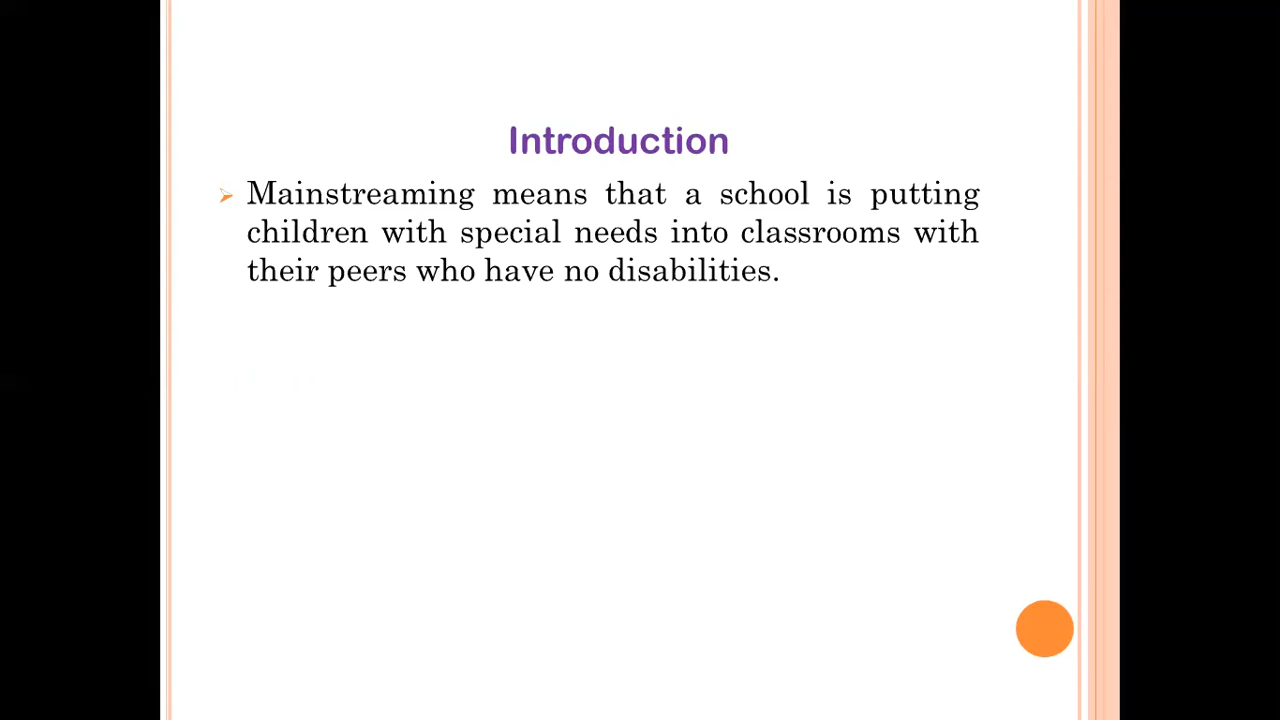 Introduction
Mainstreaming means that a school is putting
children with special needs into classrooms with
their peers who have no disabilities.